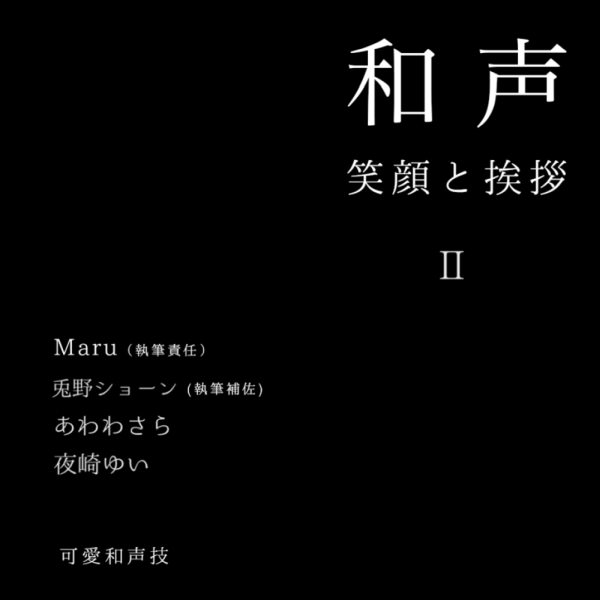 和声
笑顔と挨拶
Ⅱ
Maru（執筆責任）
兎野ショーン (執筆補佐)
あわわさら
夜崎ゆい
可愛和声技